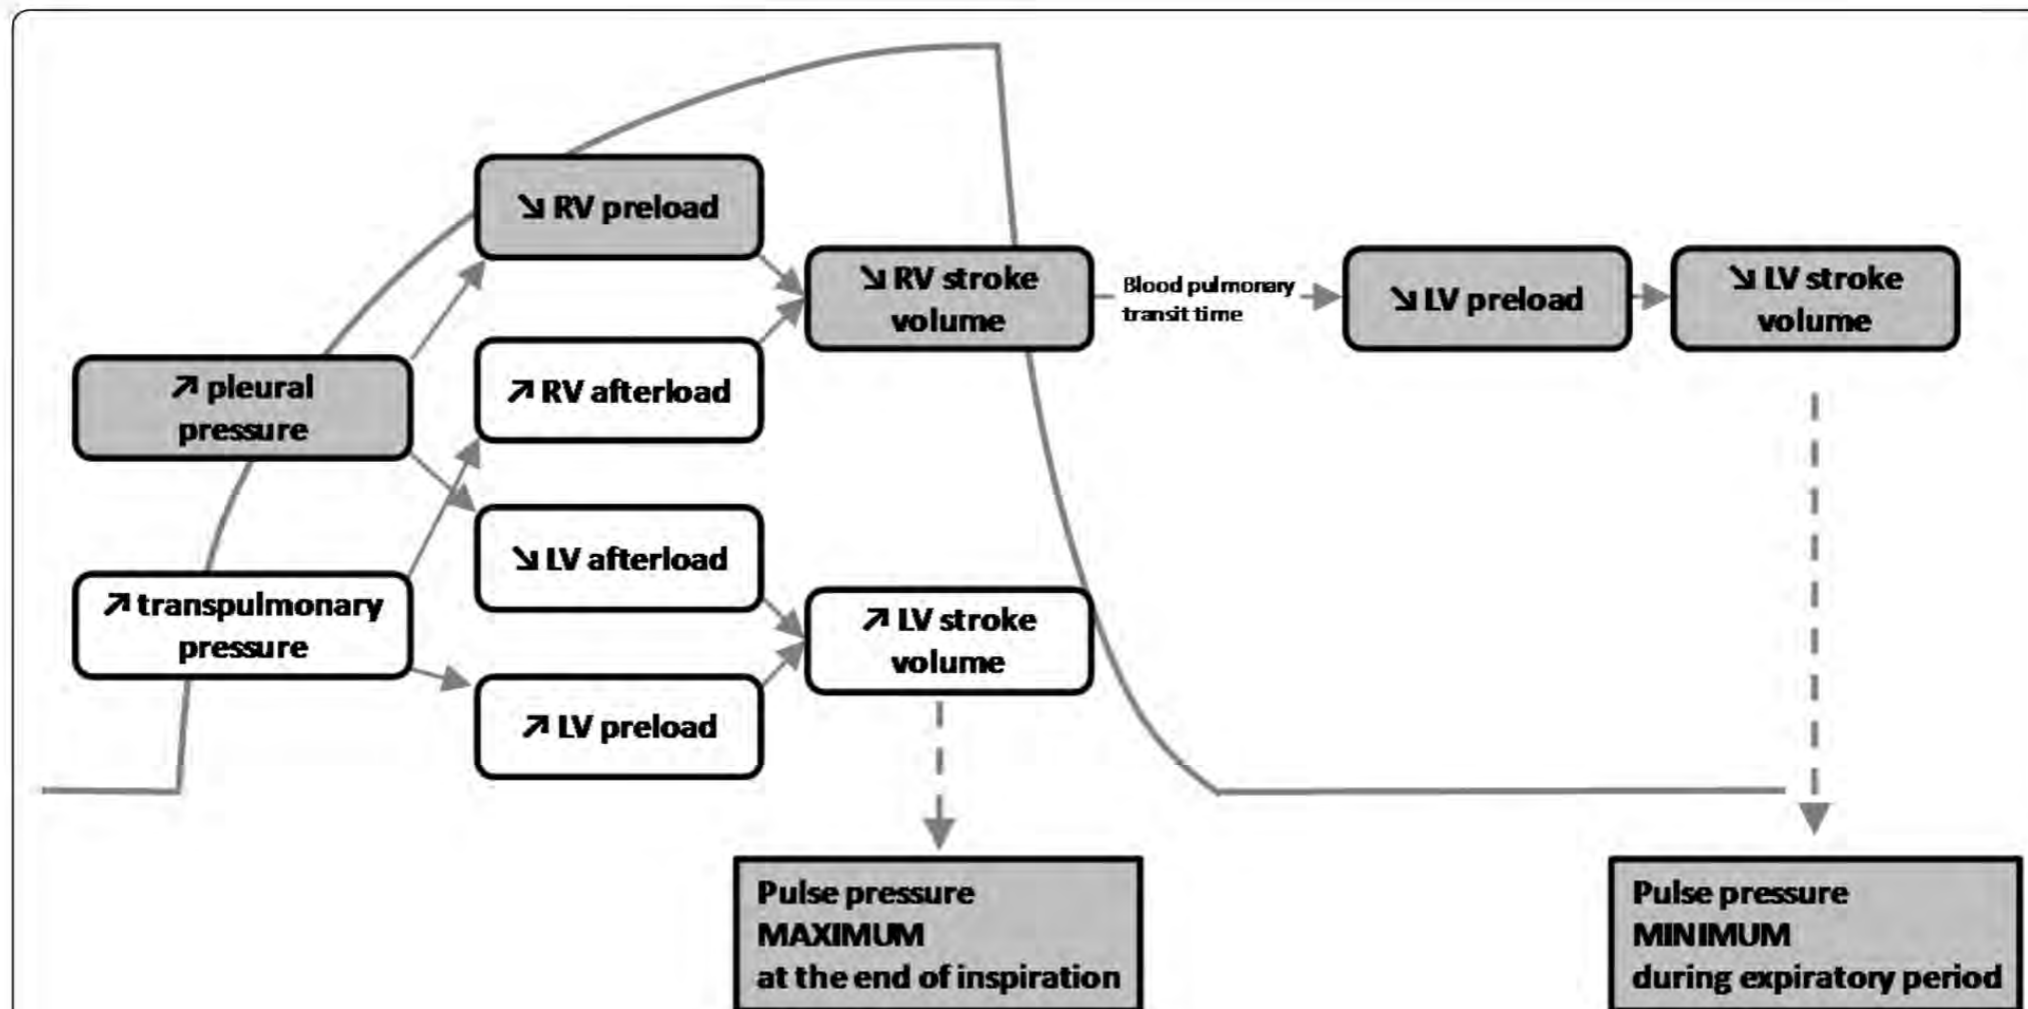 ↘ RV preload
↘ RV stroke
volume
Blood pulmonary
transit time
↘ LV preload
↘ LV stroke
volume
↗ pleural
pressure
↗ RV afterload
↘ LV afterload
↗ transpulmonary
pressure
↗ LV stroke
volume
↗ LV preload
Pulse pressure
MAXIMUM
at the end of inspiration
Pulse pressure
MINIMUM
during expiratory period